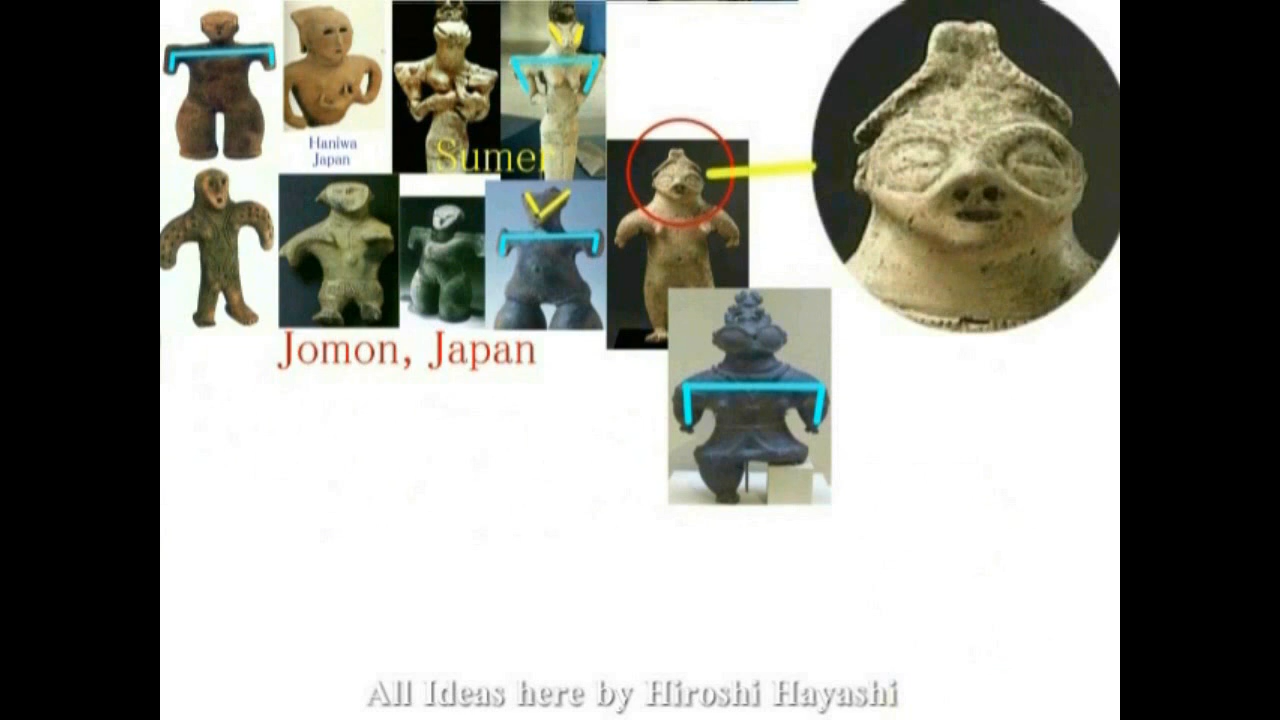 Haniwa
Japan
Sumer
Jomon, Japan
All Ideas here by Hiroshi Hayashi